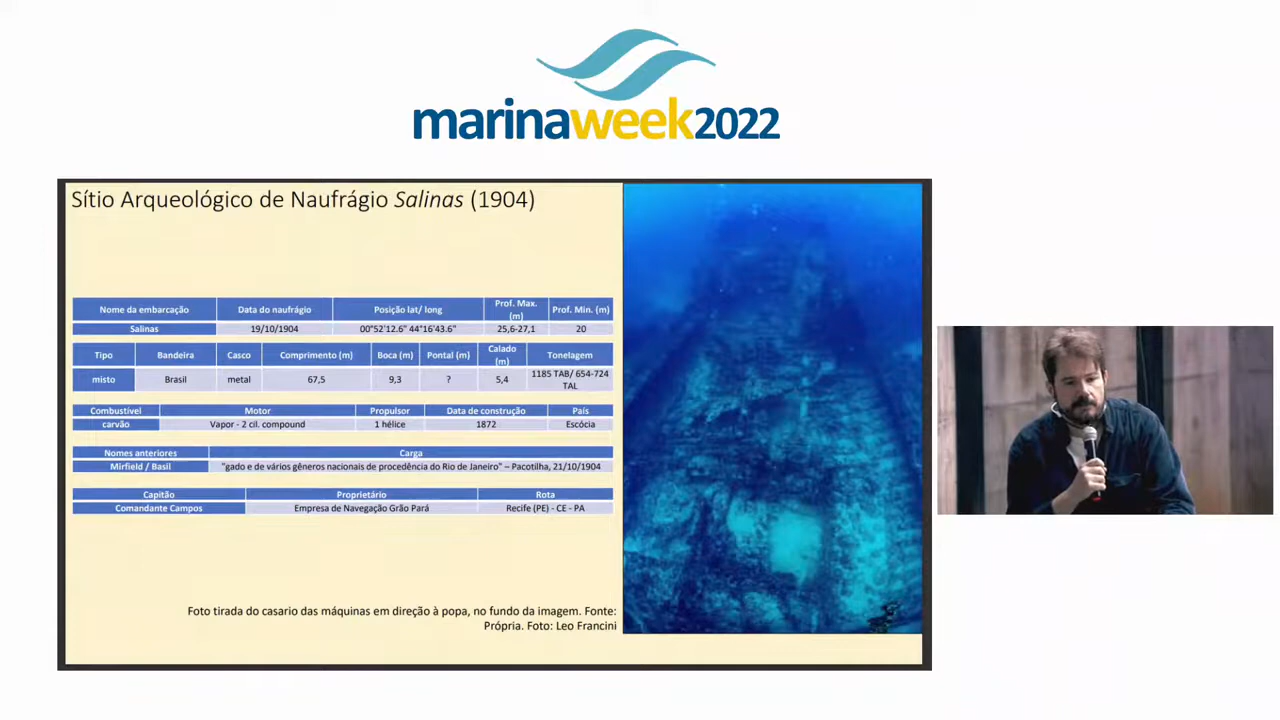 marinaweek2022
Sítio Arqueológico de Naufrágio Salinas (1904)
Nome da embarcação Data do naufrágio Posição lat/ long Prof. Max. (m) Prof. Min. (m)
Salinas 19/10/1904 00°52'12.6" 44°16'43.6" 25,6-27,1 20
Tipo Bandeira Casco Comprimento (m) Boca (m) Pontal (m) Calado (m) Tonelagem
misto Brasil metal 67,5 9,3 ? 5,4 1185 TAB/ 654-724 TAL
Combustível Motor Propulsor Data de construção País
carvão Vapor - 2 cil. compound 1 hélice 1872 Escócia
Nomes anteriores Carga
Mirfield / Basil "gado e de vários gêneros nacionais de procedência do Rio de Janeiro" – Pacotilha, 21/10/1904
Capitão Proprietário Rota
Comandante Campos Empresa de Navegação Grão Pará Recife (PE) - CE - PA
Foto tirada do casario das máquinas em direção à popa, no fundo da imagem. Fonte:
Própria. Foto: Leo Francini